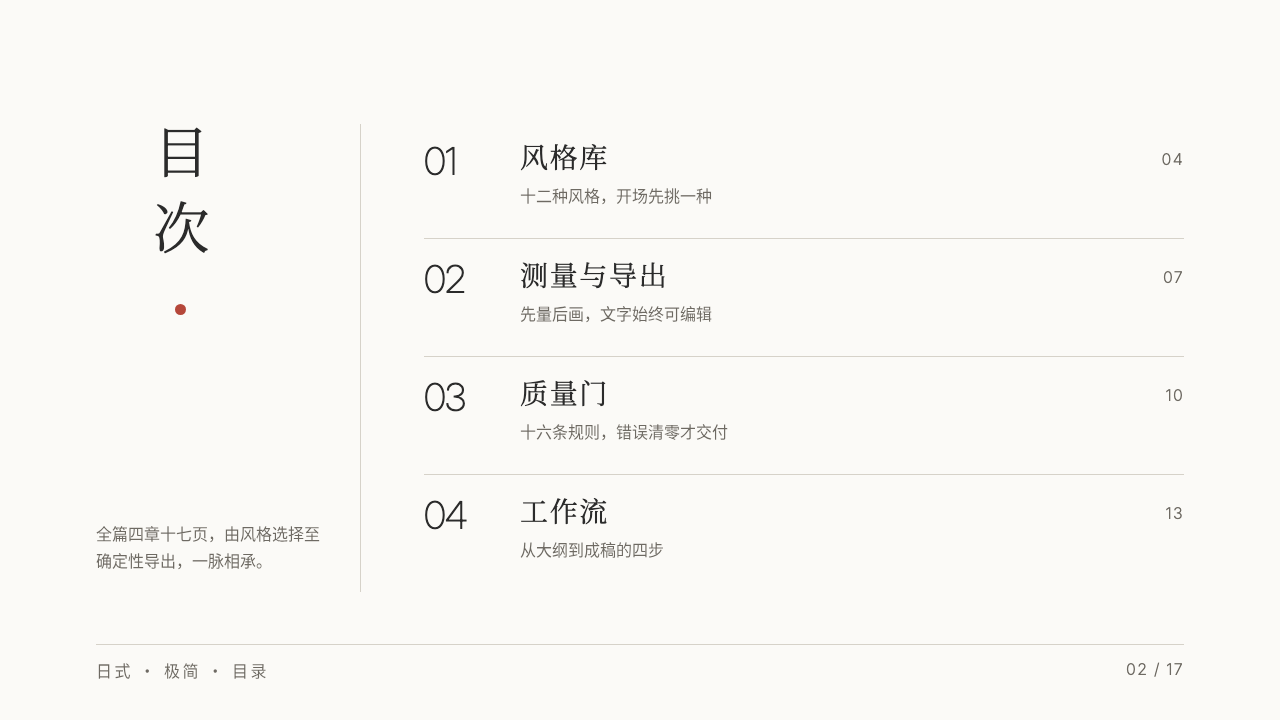 目次
全篇四章十七页，由风格选择至
确定性导出，一脉相承。
01
风格库
04
十二种风格，开场先挑一种
02
测量与导出
07
先量后画，文字始终可编辑
03
质量门
10
十六条规则，错误清零才交付
04
工作流
13
从大纲到成稿的四步
日式 · 极简 · 目录
02 / 17